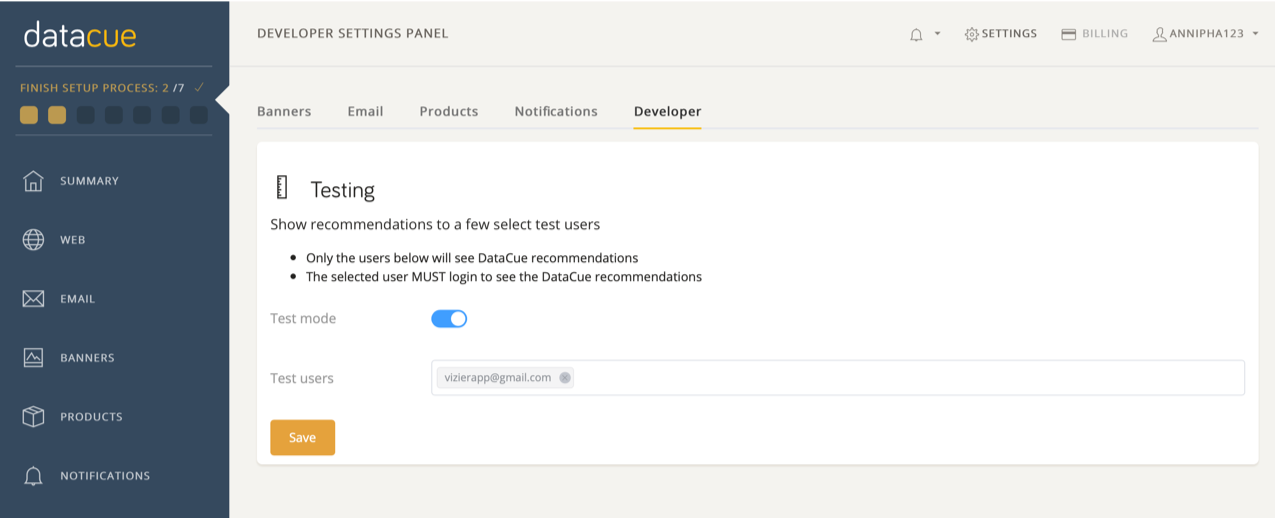 datacue
DEVELOPER SETTINGS PANEL
SETTINGS
BILLING
ANNIPHA123
FINISH SETUP PROCESS: 2 /7
SUMMARY
WEB
EMAIL
BANNERS
PRODUCTS
NOTIFICATIONS
Banners Email Products Notifications Developer
Testing
Show recommendations to a few select test users
Only the users below will see DataCue recommendations
The selected user MUST login to see the DataCue recommendations
Test mode
Test users
vizierapp@gmail.com
Save